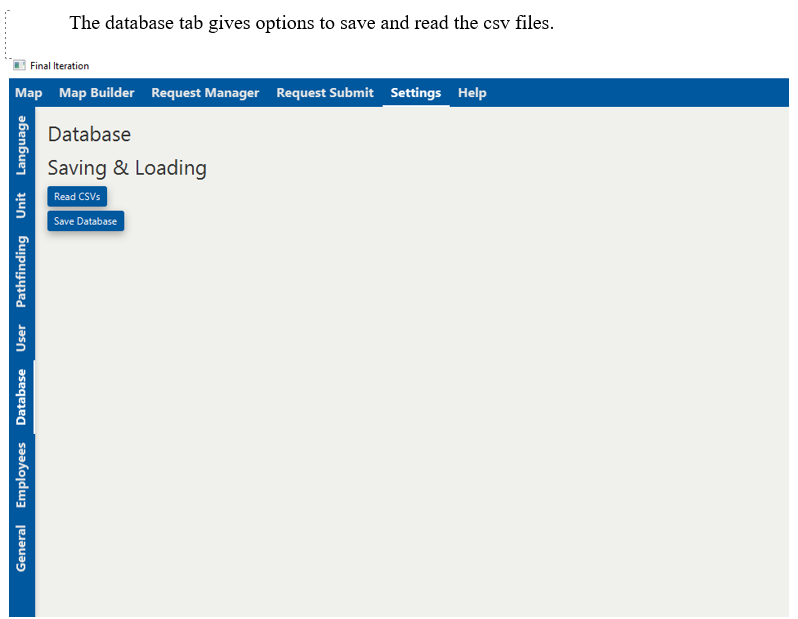 The database tab gives options to save and read the csv files.
Final Iteration
Map Map Builder Request Manager Request Submit Settings Help
Language
Unit
Pathfinding
User
Database
Employees
General
Database
Saving & Loading
Read CSVs
Save Database